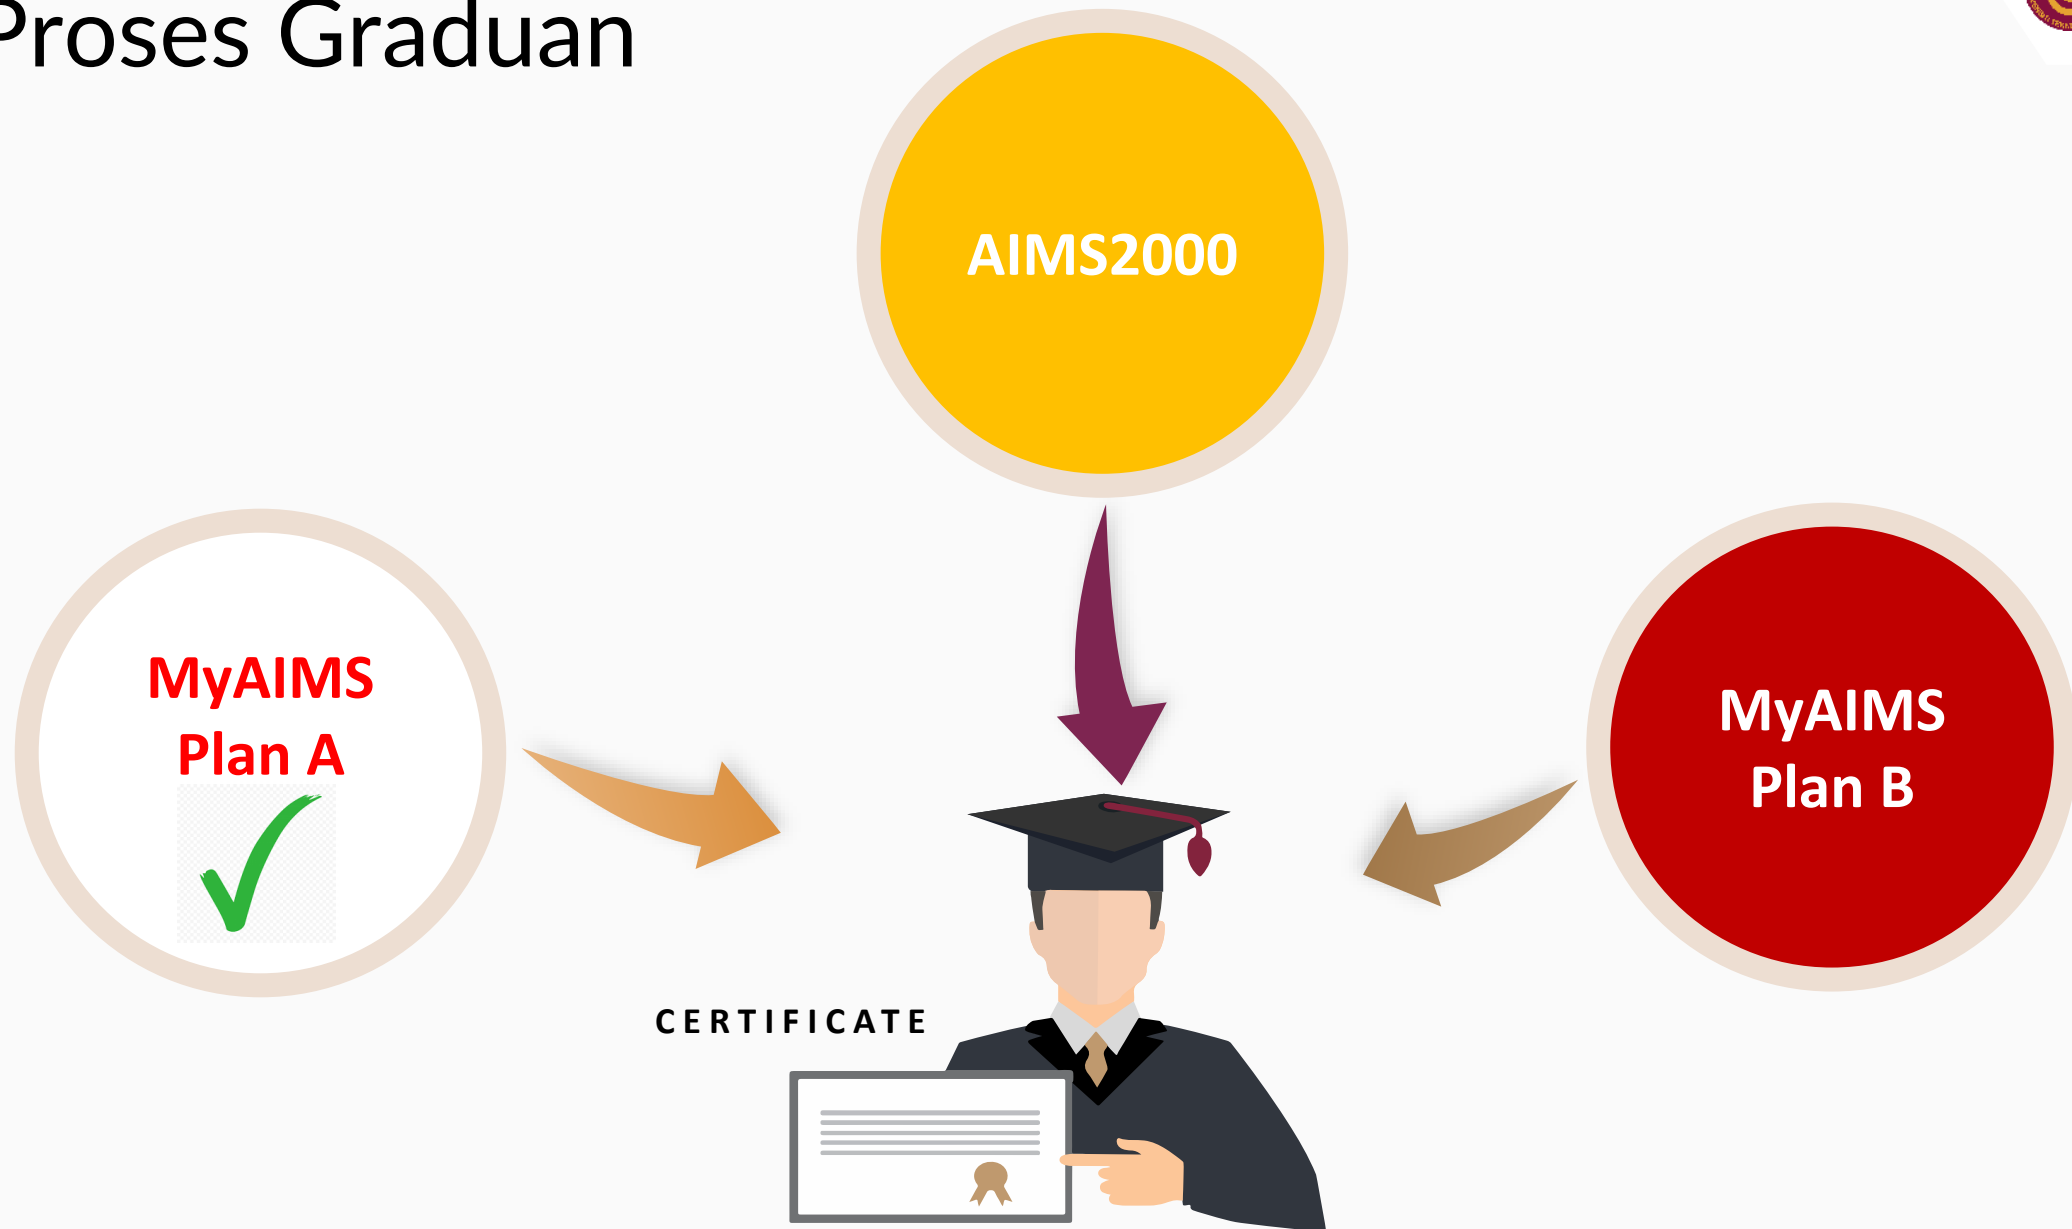 Proses Graduan
AIMS2000
MyAIMS
Plan A
MyAIMS
Plan B
CERTIFICATE